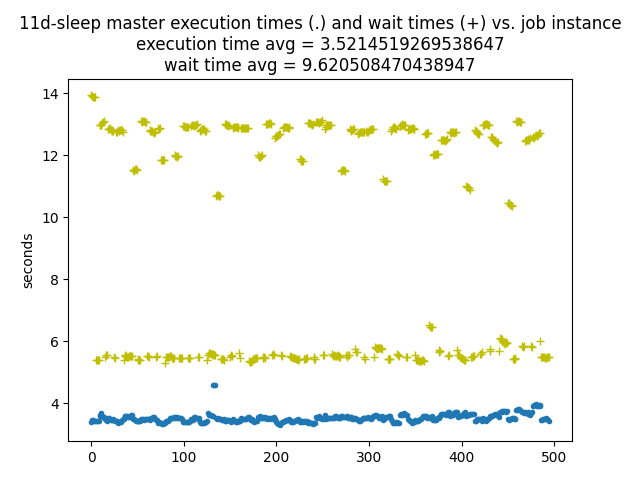 11d-sleep master execution times (.) and wait times (+) vs. job instance
execution time avg = 3.5214519269538647
wait time avg = 9.620508470438947
14
12
10
8
6
4
seconds
0 100 200 300 400 500